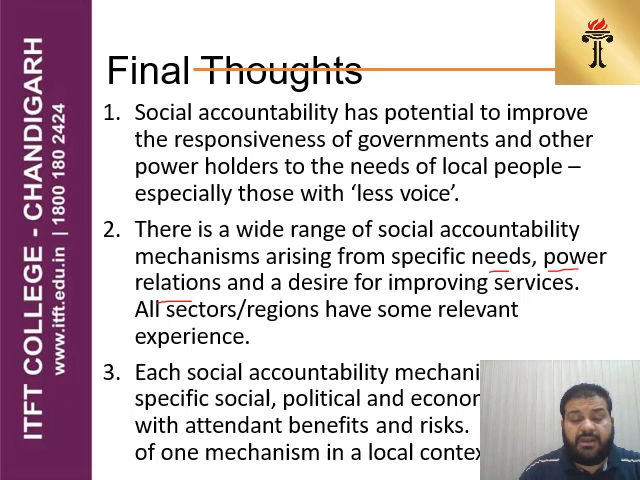 ITFT COLLEGE - CHANDIGARH
www.itft.edu.in | 1800 180 2424
Final Thoughts
1. Social accountability has potential to improve
the responsiveness of governments and other
power holders to the needs of local people –
especially those with ‘less voice’.
2. There is a wide range of social accountability
mechanisms arising from specific needs, power
relations and a desire for improving services.
All sectors/regions have some relevant
experience.
3. Each social accountability
specific social, political and
with attendant benefits and risks.
of one mechanism in a local